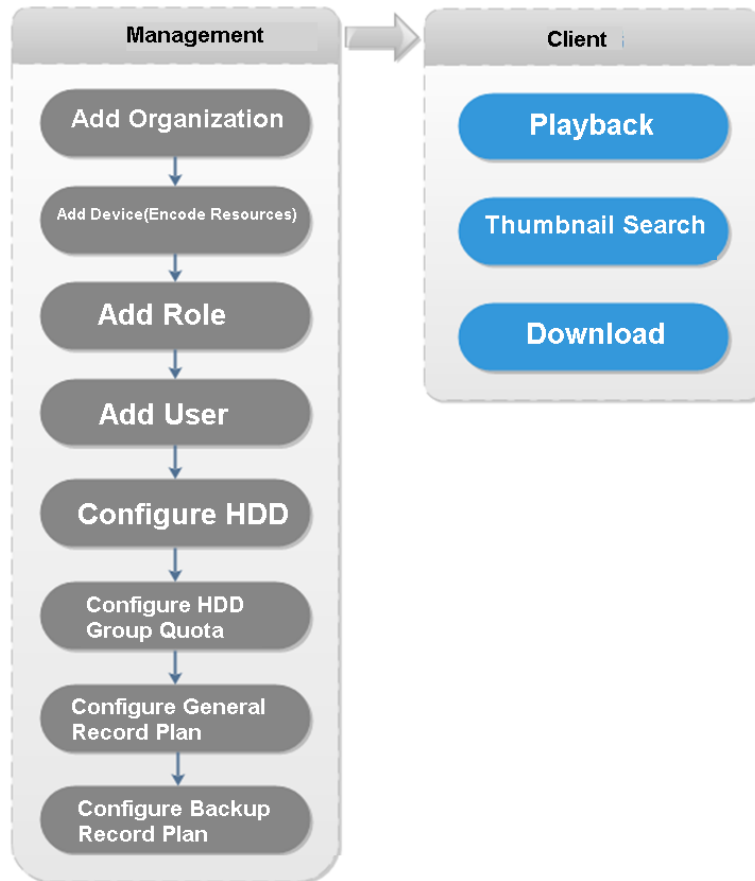 Management
Add Organization
Add Device(Encode Resources)
Add Role
Add User
Configure HDD
Configure HDD
Group Quota
Configure General
Record Plan
Configure Backup
Record Plan
Client
Playback
Thumbnail Search
Download